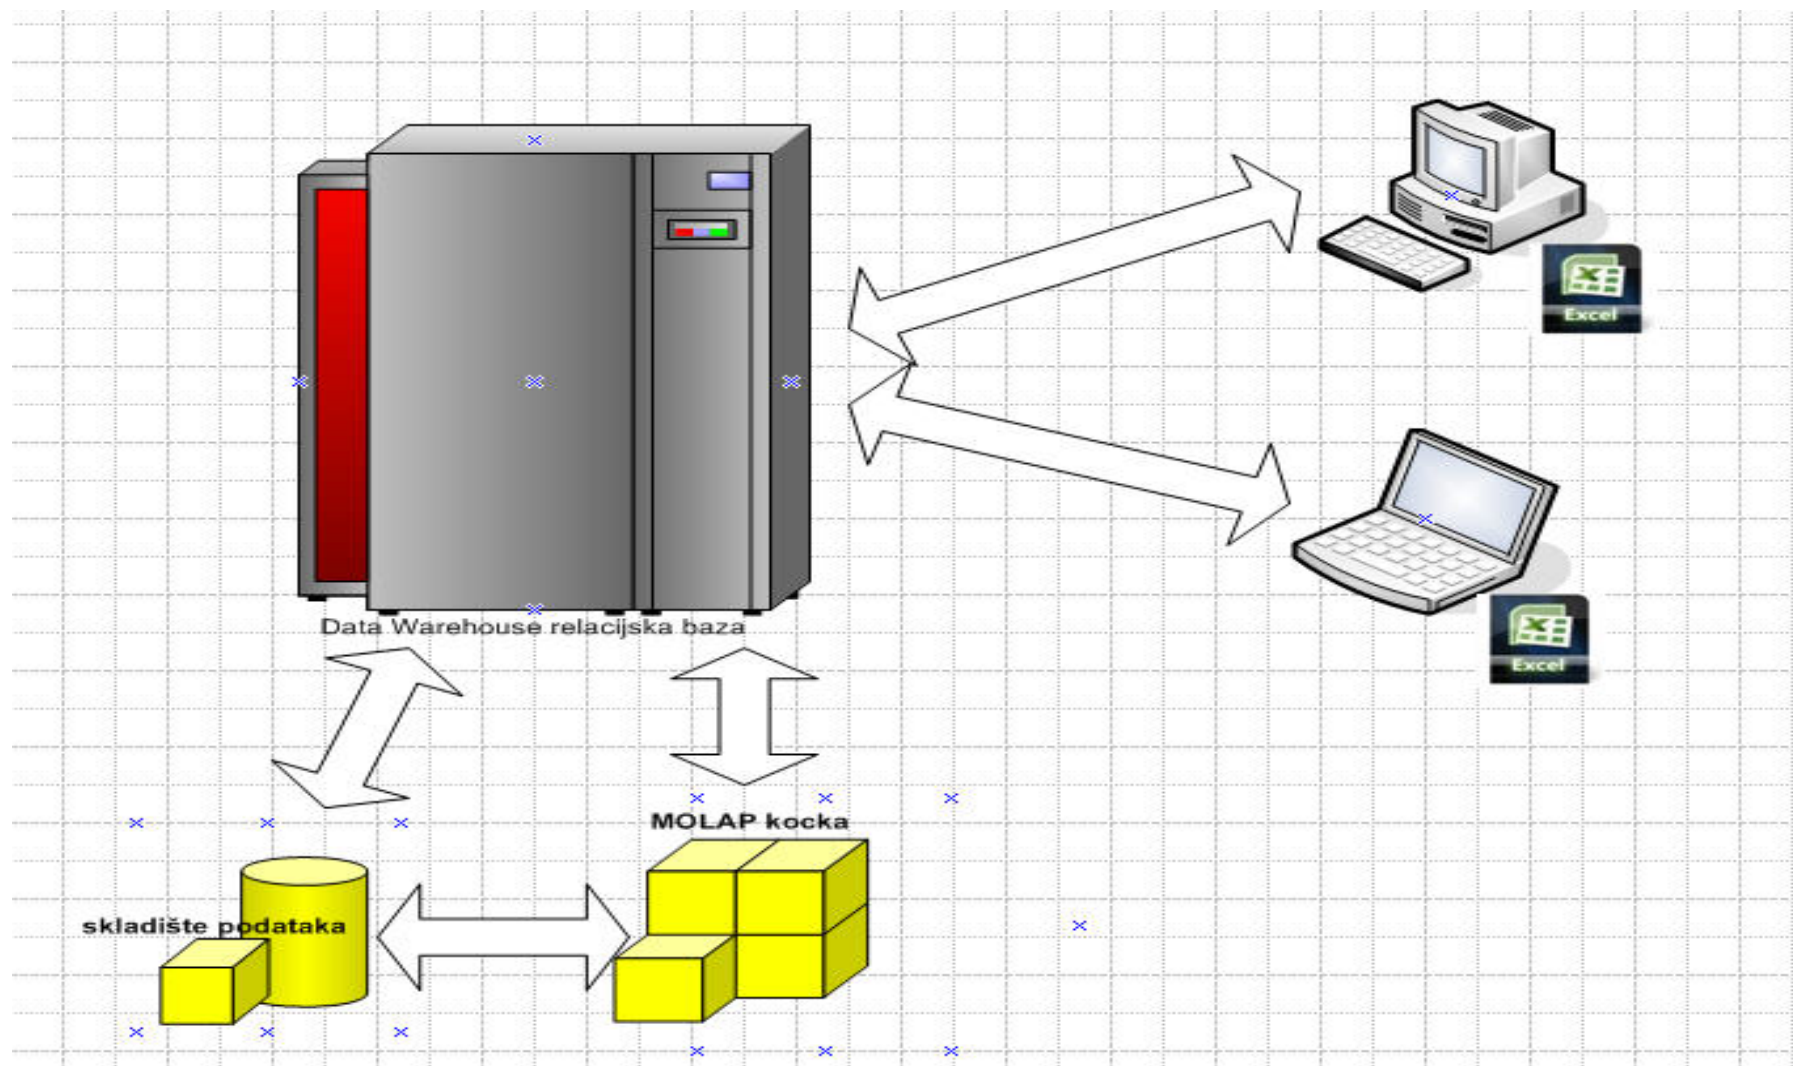 Excel
Data Warehouse relacijska baza
Excel
MOLAP kocka
skladište podataka